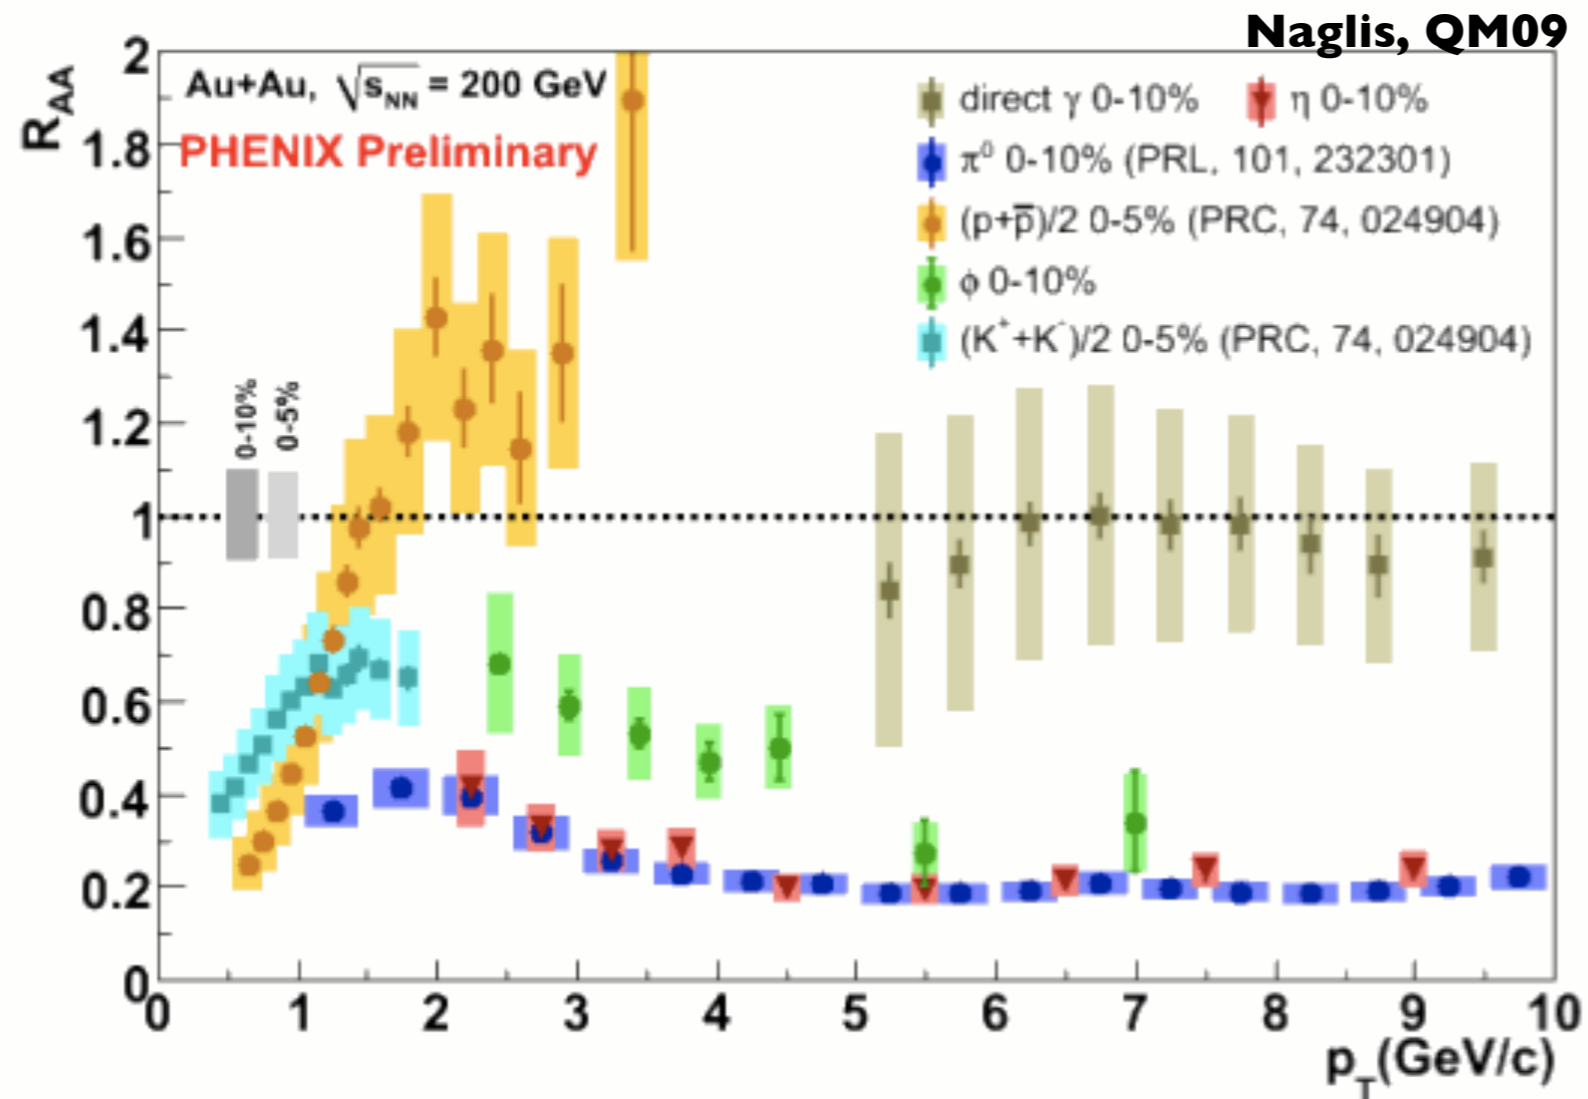 Naglis, QM09
R_AA
Au+Au, √s_NN = 200 GeV
PHENIX Preliminary
direct γ 0-10%
η 0-10%
π⁰ 0-10% (PRL, 101, 232301)
(p+p̅)/2 0-5% (PRC, 74, 024904)
ϕ 0-10%
(K⁺+K⁻)/2 0-5% (PRC, 74, 024904)
0-10%
0-5%
2
1.8
1.6
1.4
1.2
1
0.8
0.6
0.4
0.2
0
0 1 2 3 4 5 6 7 8 9 10
p_T(GeV/c)